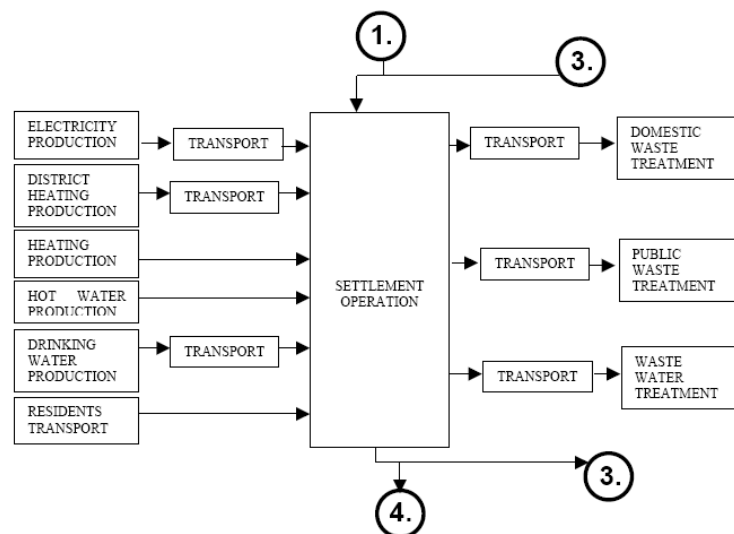 1.
3.
ELECTRICITY
PRODUCTION
TRANSPORT
TRANSPORT
DOMESTIC
WASTE
TREATMENT
DISTRICT
HEATING
PRODUCTION
TRANSPORT
HEATING
PRODUCTION
SETTLEMENT
OPERATION
TRANSPORT
PUBLIC
WASTE
TREATMENT
HOT WATER
PRODUCTION
DRINKING
WATER
PRODUCTION
TRANSPORT
TRANSPORT
WASTE
WATER
TREATMENT
RESIDENTS
TRANSPORT
3.
4.